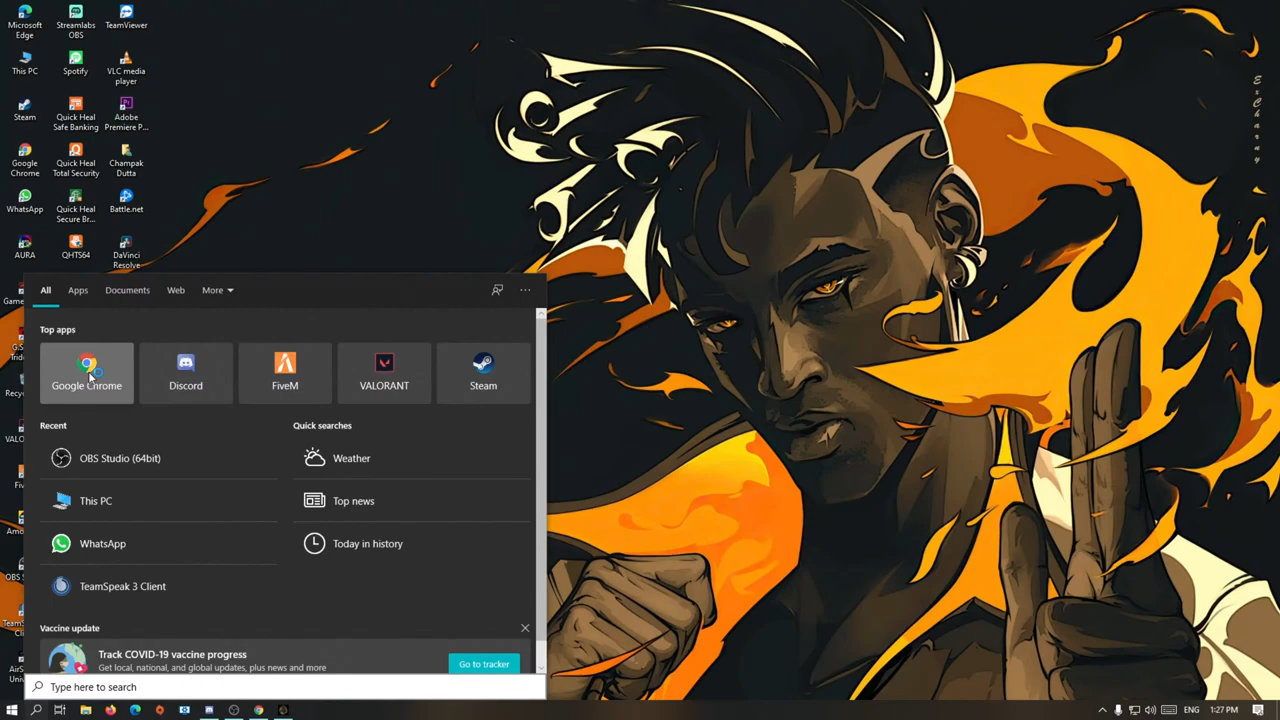 Microsoft
Edge
Streamlabs
OBS
TeamViewer
This PC
Spotify
VLC media
player
Steam
Quick Heal
Safe Banking
Adobe
Premiere P...
Google
Chrome
Quick Heal
Total Security
Champak
Dutta
WhatsApp
Quick Heal
Secure Br...
Battle.net
AURA
QHTS64
DaVinci
Resolve
ExCharny
All
Apps
Documents
Web
More
Top apps
Google Chrome
Discord
FiveM
VALORANT
Steam
Recent
Quick searches
OBS Studio (64bit)
Weather
This PC
Top news
WhatsApp
Today in history
TeamSpeak 3 Client
Vaccine update
Track COVID-19 vaccine progress
Get local, national, and global updates, plus news and more
Go to tracker
Type here to search
ENG
1:27 PM